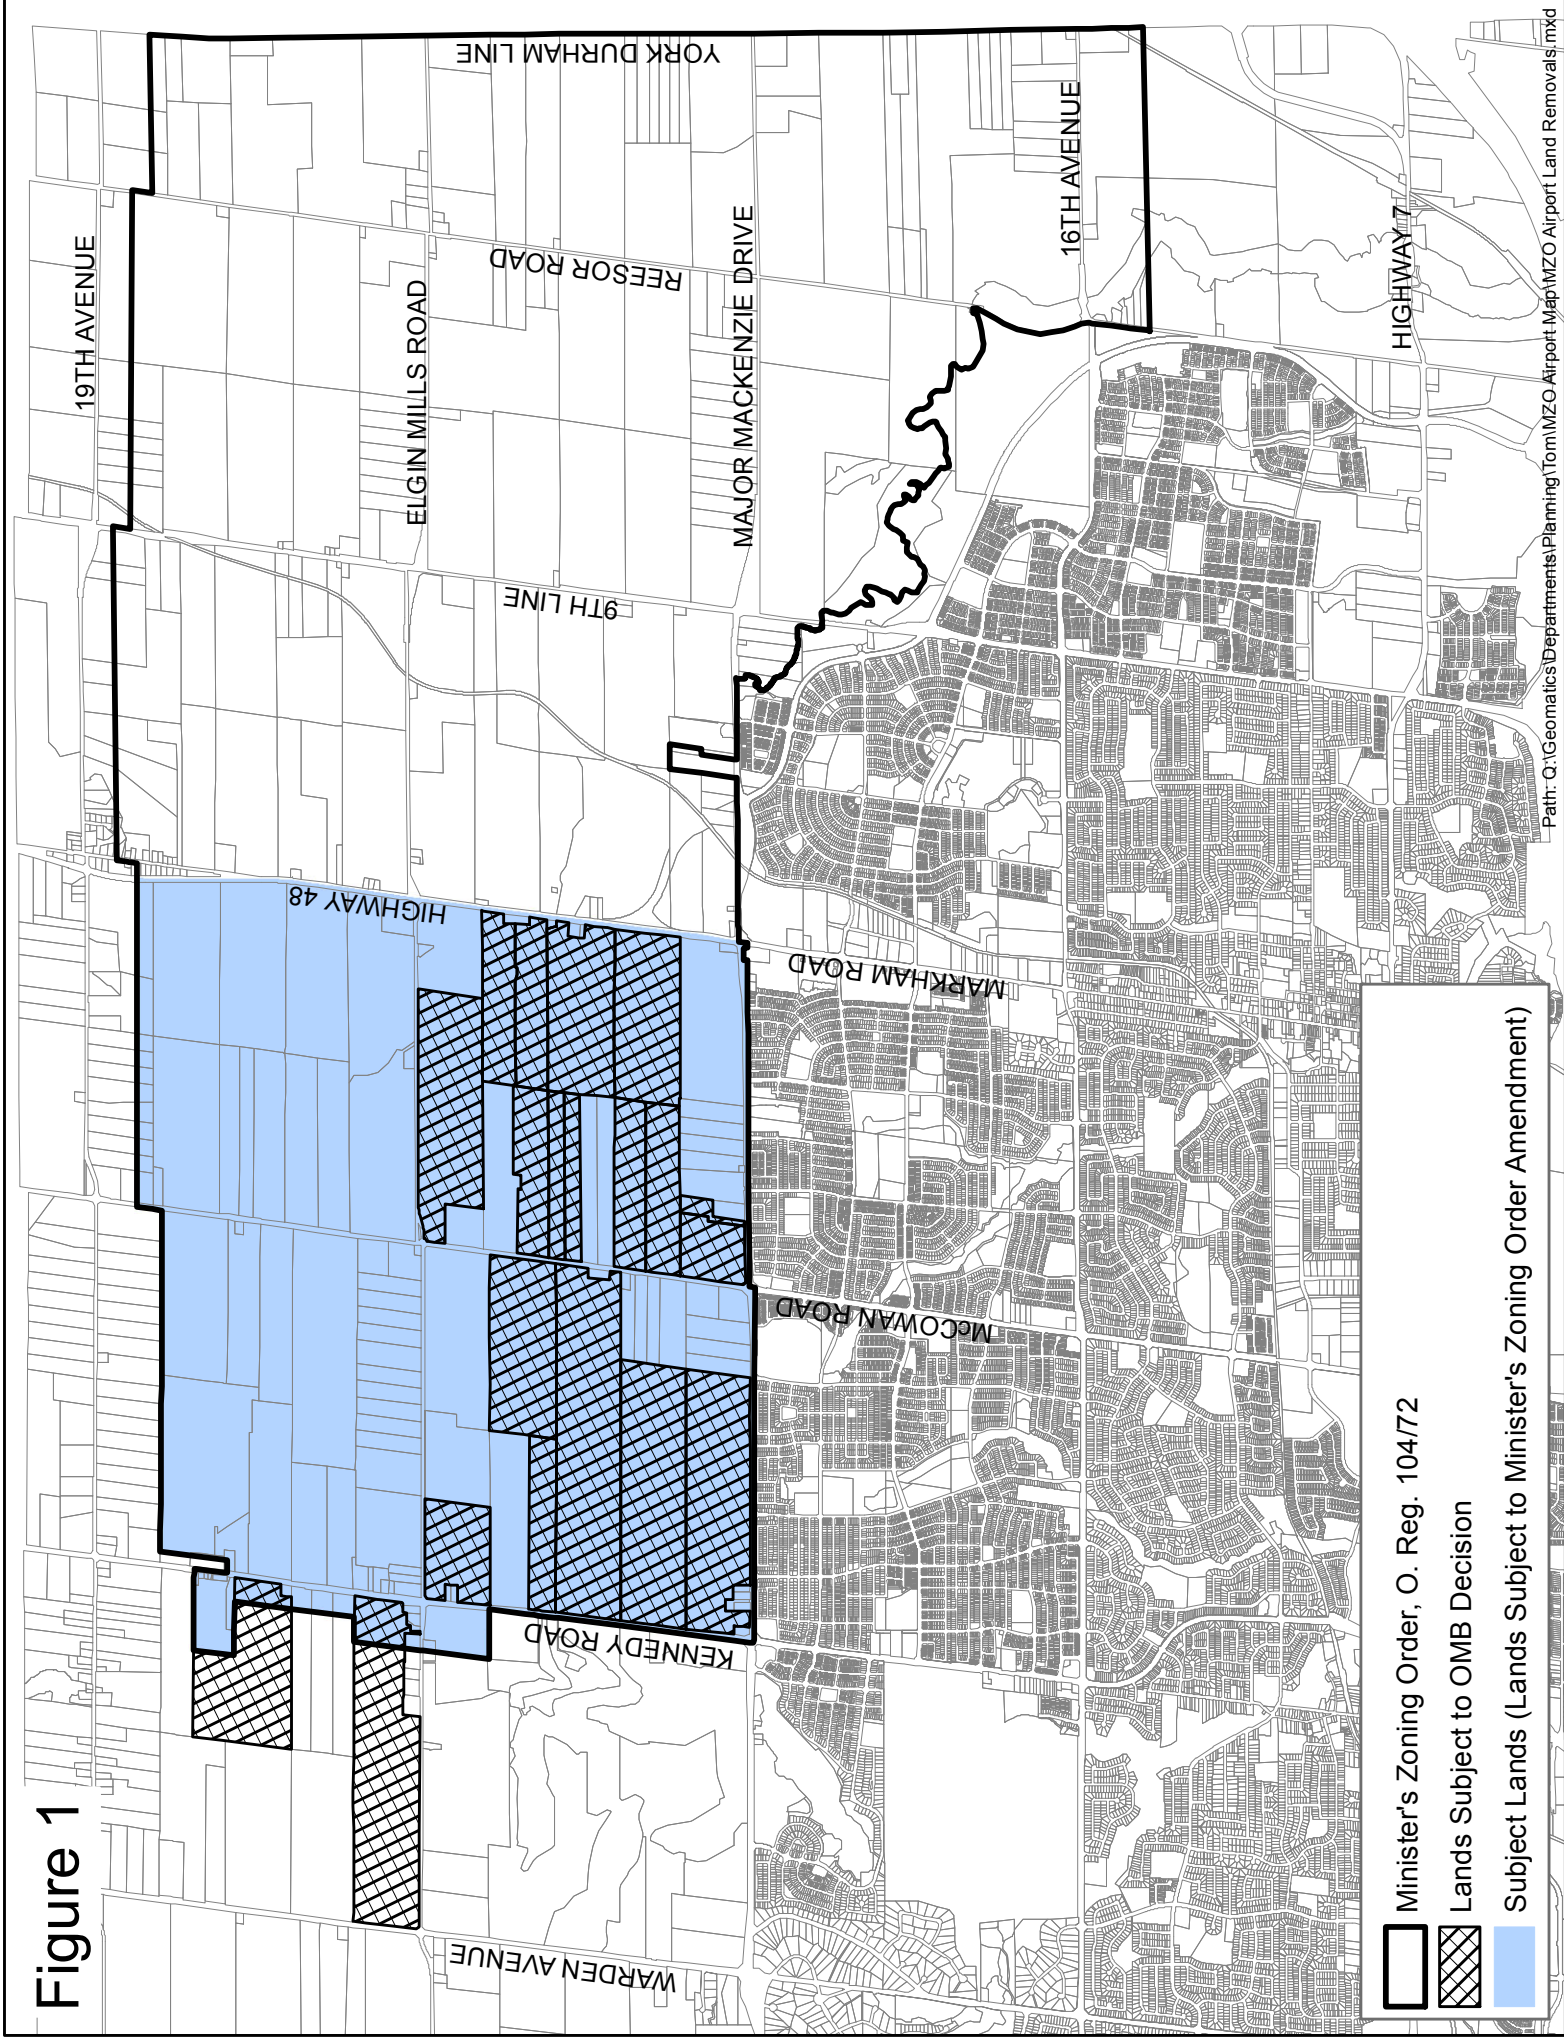 Figure 1
19TH AVENUE
ELGIN MILLS ROAD
MAJOR MACKENZIE DRIVE
16TH AVENUE
HIGHWAY 7
WARDEN AVENUE
KENNEDY ROAD
McCOWAN ROAD
HIGHWAY 48
MARKHAM ROAD
9TH LINE
REESOR ROAD
YORK DURHAM LINE
Minister's Zoning Order, O. Reg. 104/72
Lands Subject to OMB Decision
Subject Lands (Lands Subject to Minister's Zoning Order Amendment)
Path: Q:\Geomatics\Departments\Planning\Tom\MZO Airport Map\MZO Airport Land Removals.mxd